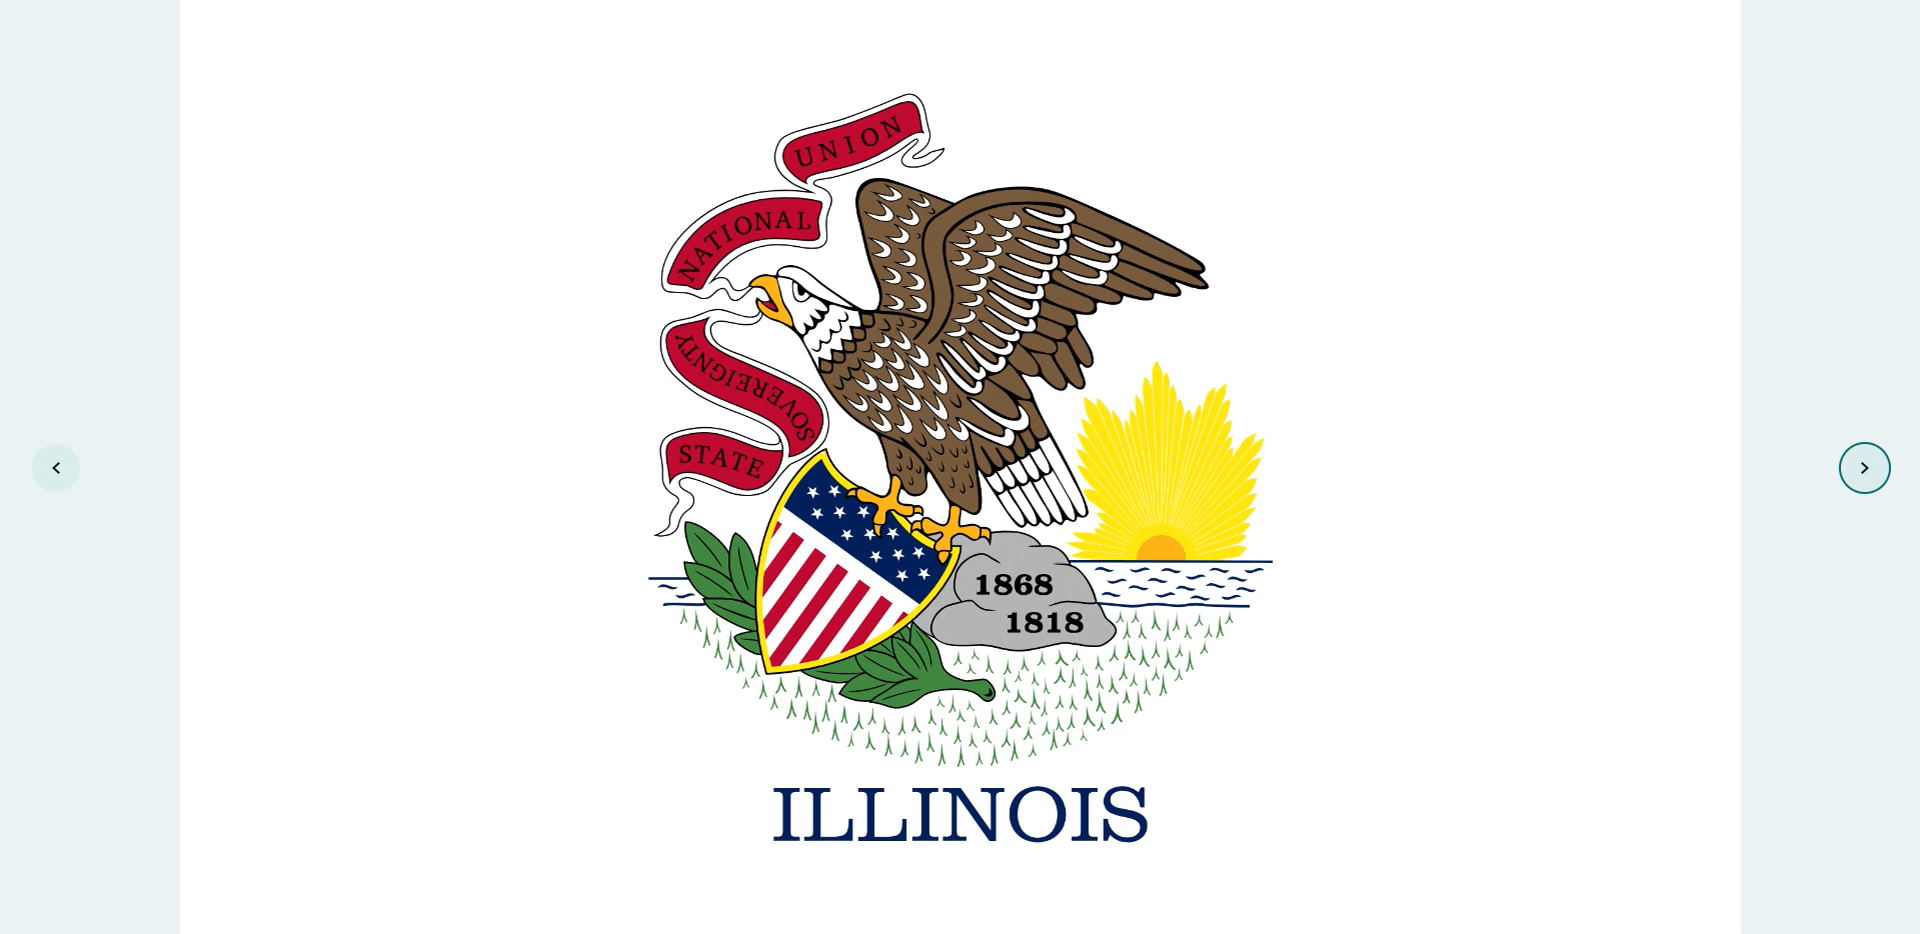 UNION
NATIONAL
SOVEREIGNTY
STATE
1868
1818
ILLINOIS